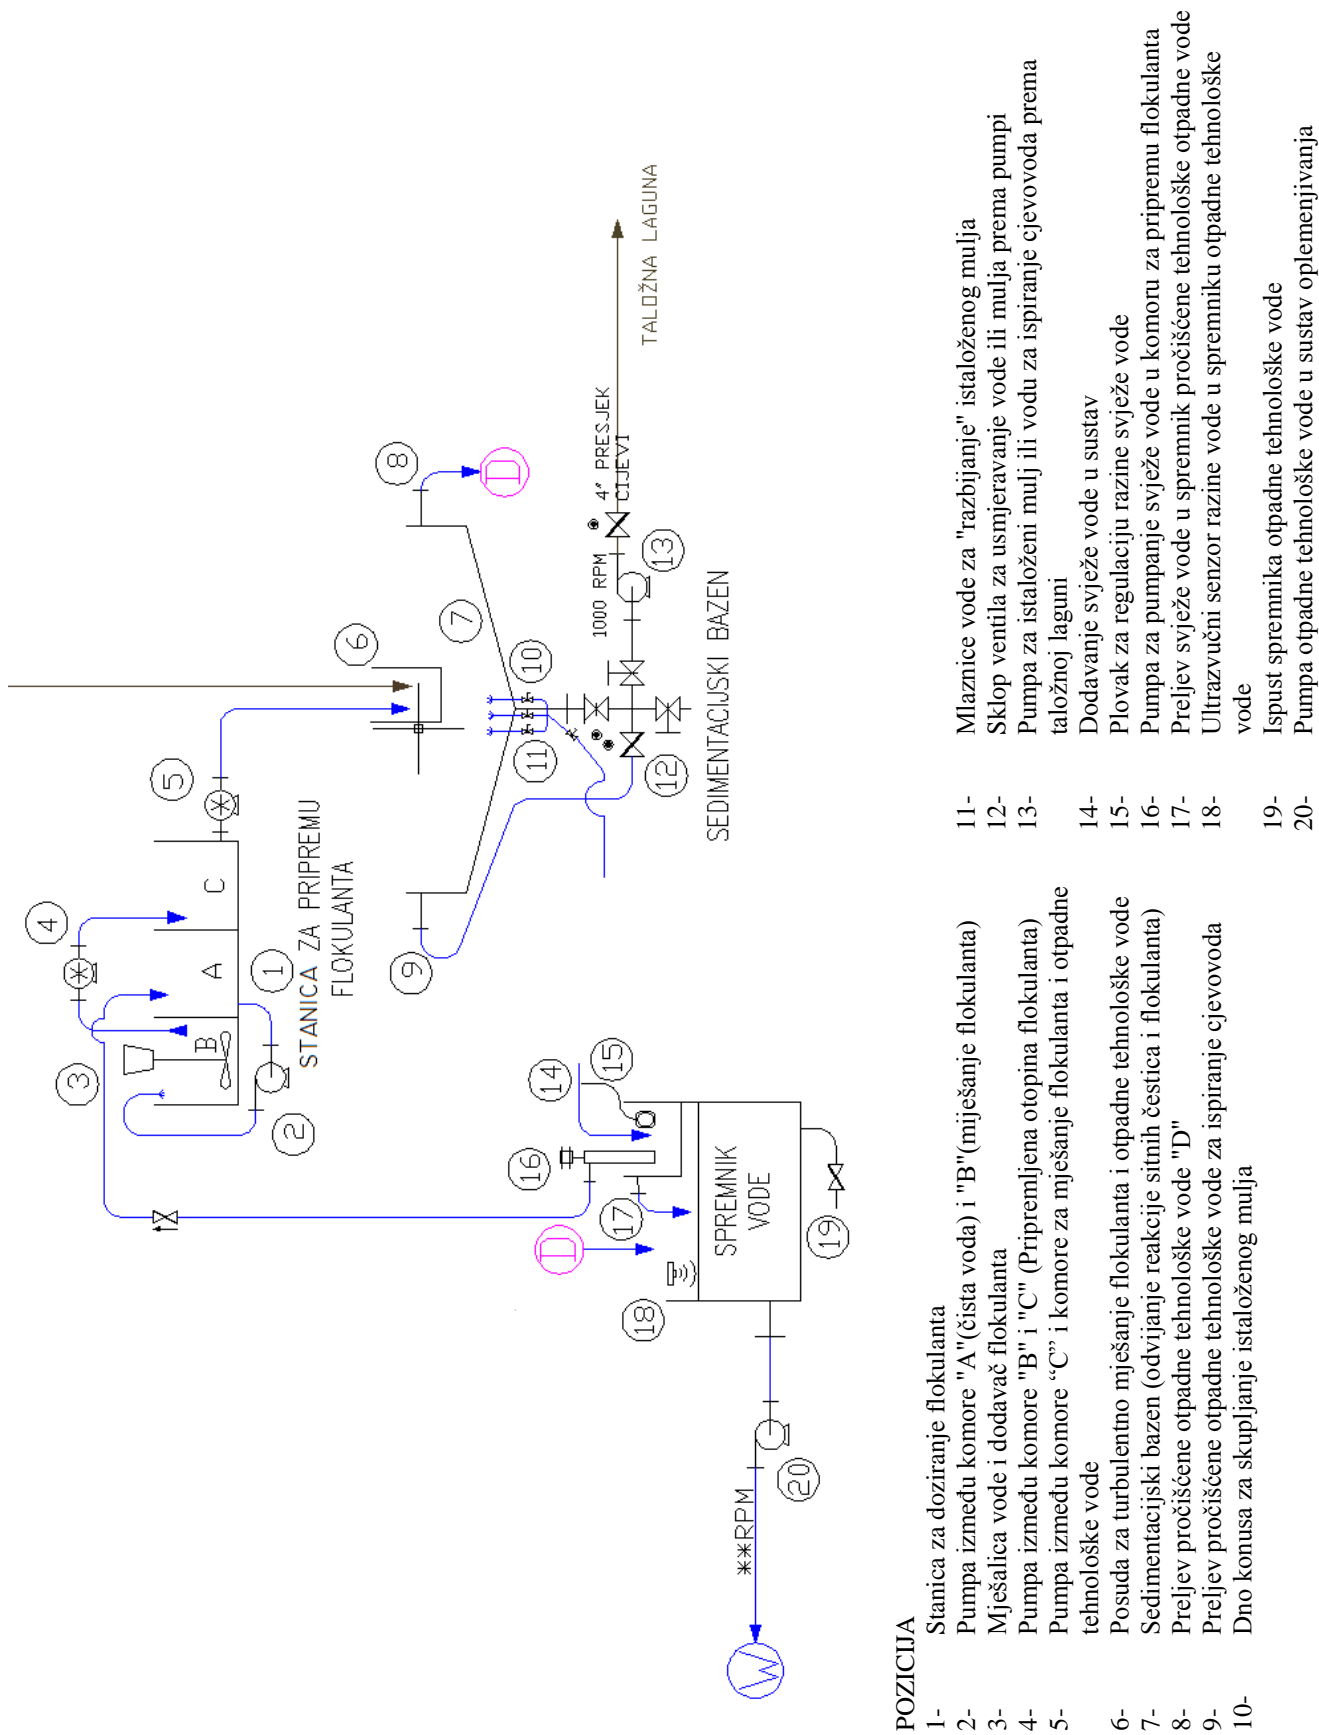 3
4
5
B
A
C
2
1
STANICA ZA PRIPREMU
FLOKULANTA
6
7
8
D
9
10
11
12
13
1000 RPM
4" PRESJEK
CIJEVI
TALOŽNA LAGUNA
SEDIMENTACIJSKI BAZEN
14
15
16
17
D
18
SPREMNIK
VODE
19
20
**RPM
W
POZICIJA
1- Stanica za doziranje flokulanta
2- Pumpa između komore "A"(čista voda) i "B"(miješanje flokulanta)
3- Mješalica vode i dodavač flokulanta
4- Pumpa između komore "B" i "C" (Pripremljena otopina flokulanta)
5- Pumpa između komore “C” i komore za mješanje flokulanta i otpadne
tehnološke vode
6- Posuda za turbulentno mješanje flokulanta i otpadne tehnološke vode
7- Sedimentacijski bazen (odvijanje reakcije sitnih čestica i flokulanta)
8- Preljev pročišćene otpadne tehnološke vode "D"
9- Preljev pročišćene otpadne tehnološke vode za ispiranje cjevovoda
10- Dno konusa za skupljanje istaloženog mulja
11- Mlaznice vode za "razbijanje" istaloženog mulja
12- Sklop ventila za usmjeravanje vode ili mulja prema pumpi
13- Pumpa za istaloženi mulj ili vodu za ispiranje cjevovoda prema
taložnoj laguni
14- Dodavanje svježe vode u sustav
15- Plovak za regulaciju razine svježe vode
16- Pumpa za pumpanje svježe vode u komoru za pripremu flokulanta
17- Preljev svježe vode u spremnik pročišćene tehnološke otpadne vode
18- Ultrazvučni senzor razine vode u spremniku otpadne tehnološke
vode
19- Ispust spremnika otpadne tehnološke vode
20- Pumpa otpadne tehnološke vode u sustav oplemenjivanja